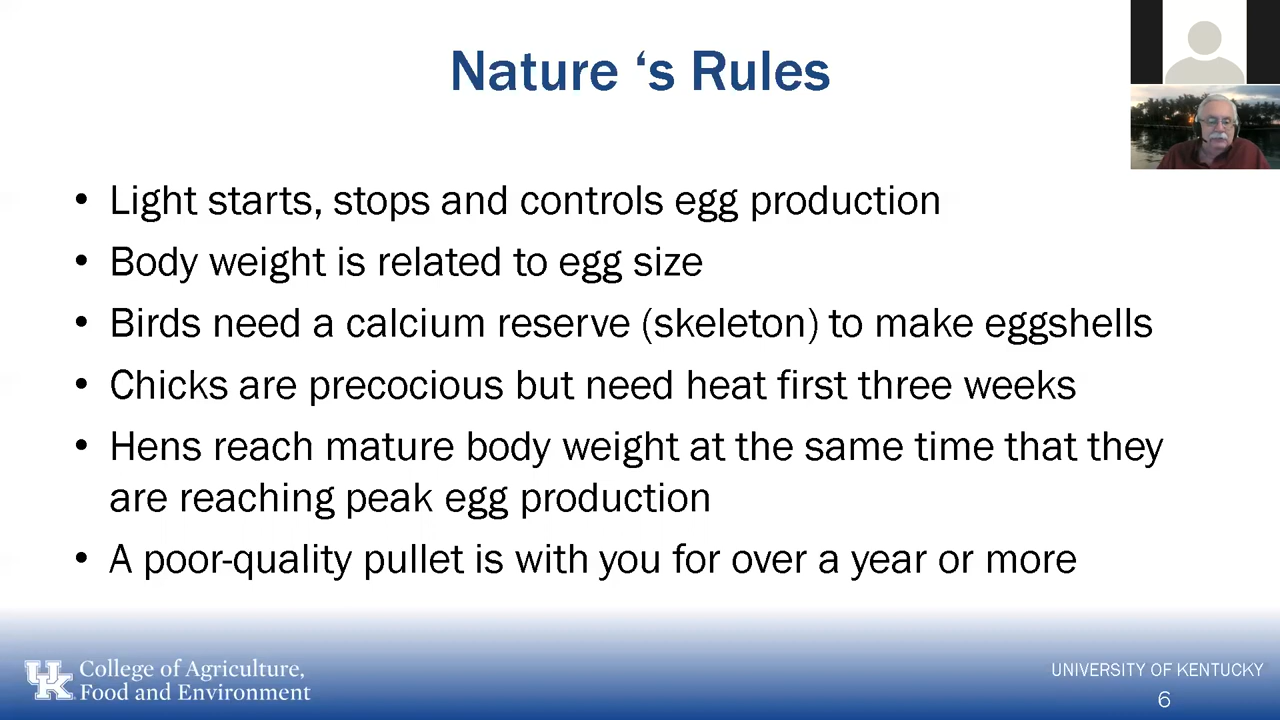 Nature ‘s Rules
• Light starts, stops and controls egg production
• Body weight is related to egg size
• Birds need a calcium reserve (skeleton) to make eggshells
• Chicks are precocious but need heat first three weeks
• Hens reach mature body weight at the same time that they
are reaching peak egg production
• A poor-quality pullet is with you for over a year or more
UK College of Agriculture,
Food and Environment
UNIVERSITY OF KENTUCKY
6